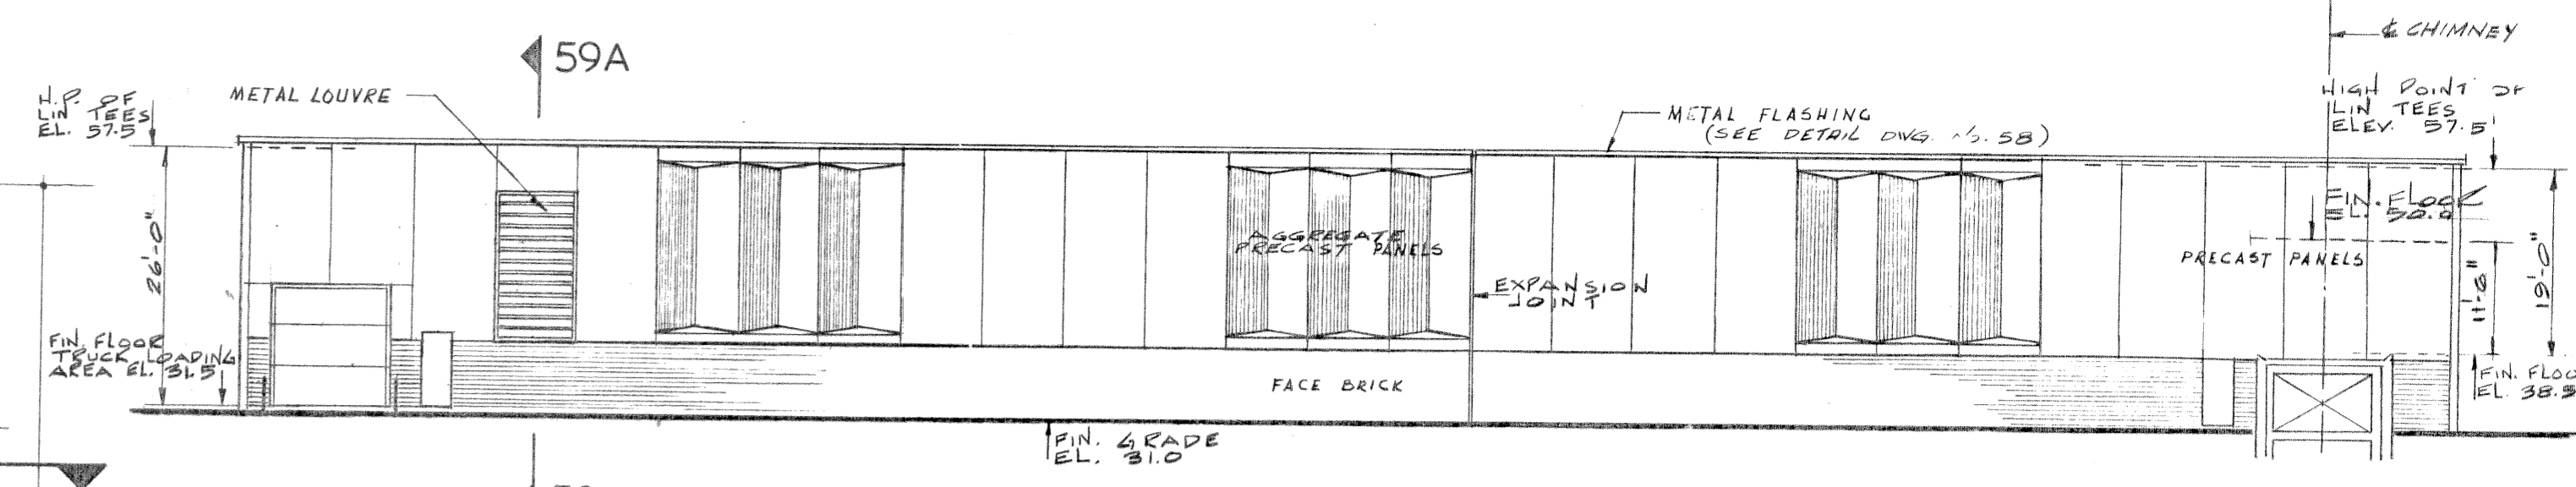 ℄ CHIMNEY
59A
METAL LOUVRE
H.P. OF
LIN TEES
EL. 57.5
HIGH POINT OF
LIN TEES
ELEV. 57.5
METAL FLASHING
(SEE DETAIL DWG. No. 58)
FIN. FLOOR
EL. 50.0
26'-0"
AGGREGATE
PRECAST PANELS
PRECAST PANELS
EXPANSION
JOINT
11'-6"
19'-0"
FIN. FLOOR
TRUCK LOADING
AREA EL. 31.5
FACE BRICK
FIN. FLOO
EL. 38.5
FIN. GRADE
EL. 31.0